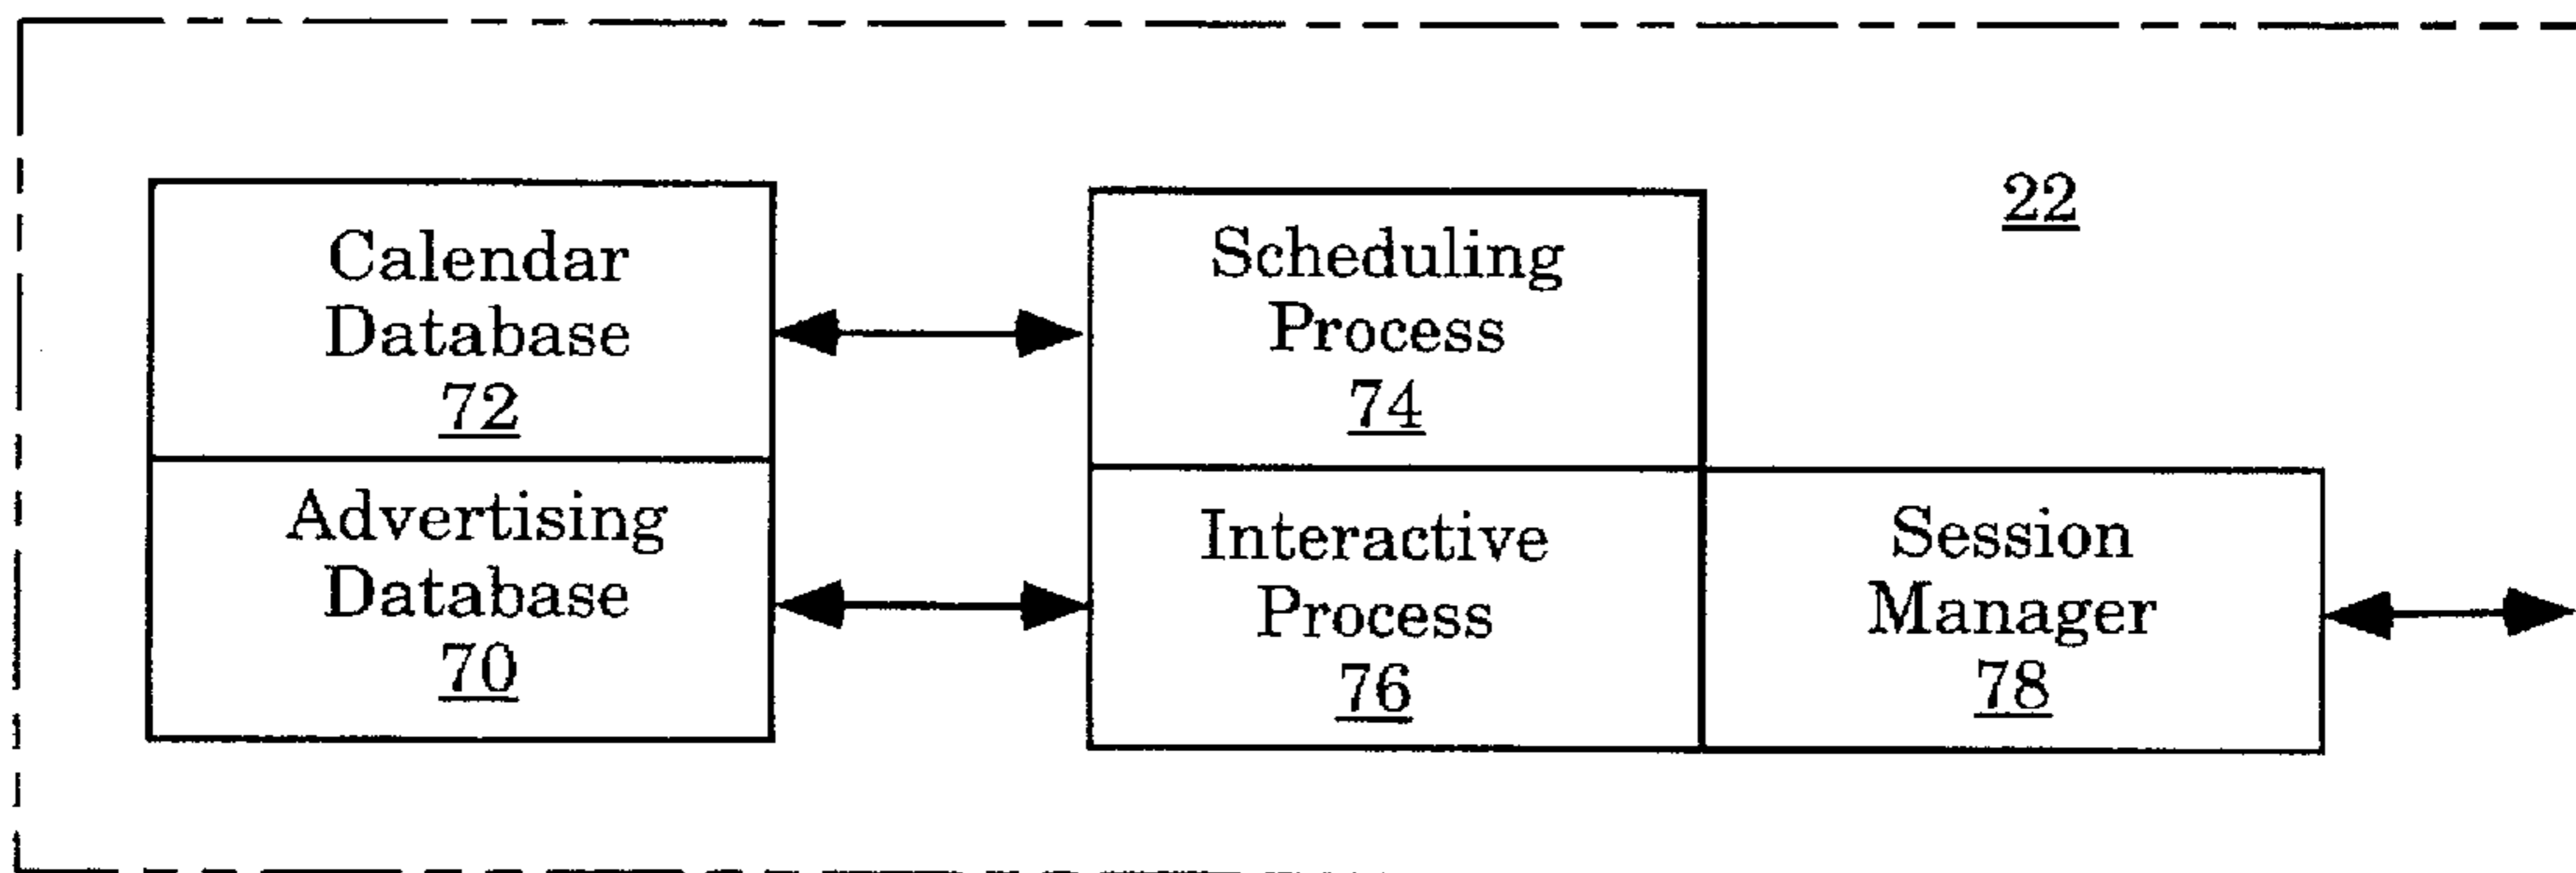 22
Calendar
Database
72
Scheduling
Process
74
Advertising
Database
70
Interactive
Process
76
Session
Manager
78